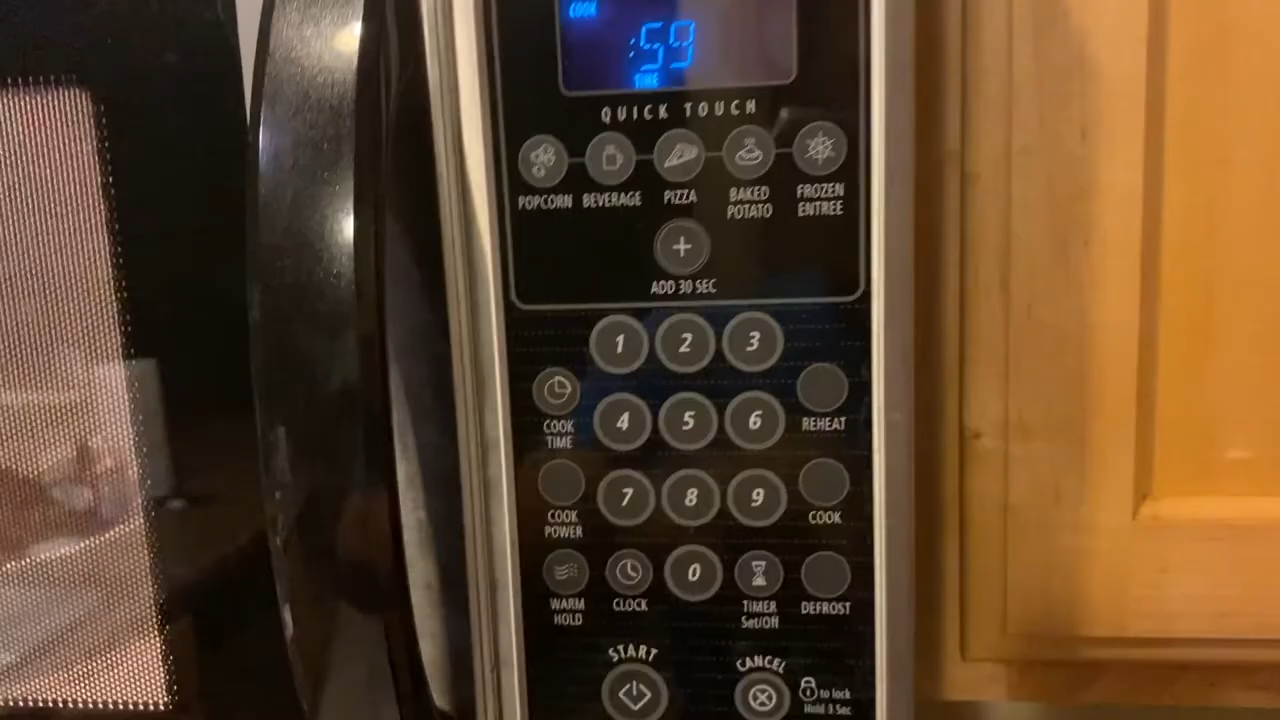 COOK
:59
TIME
QUICK TOUCH
POPCORN BEVERAGE PIZZA BAKED POTATO FROZEN ENTREE
+
ADD 30 SEC
1 2 3
COOK TIME 4 5 6 REHEAT
COOK POWER 7 8 9 COOK
WARM HOLD CLOCK 0 TIMER Set/Off DEFROST
START CANCEL
to lock
Hold 3 Sec